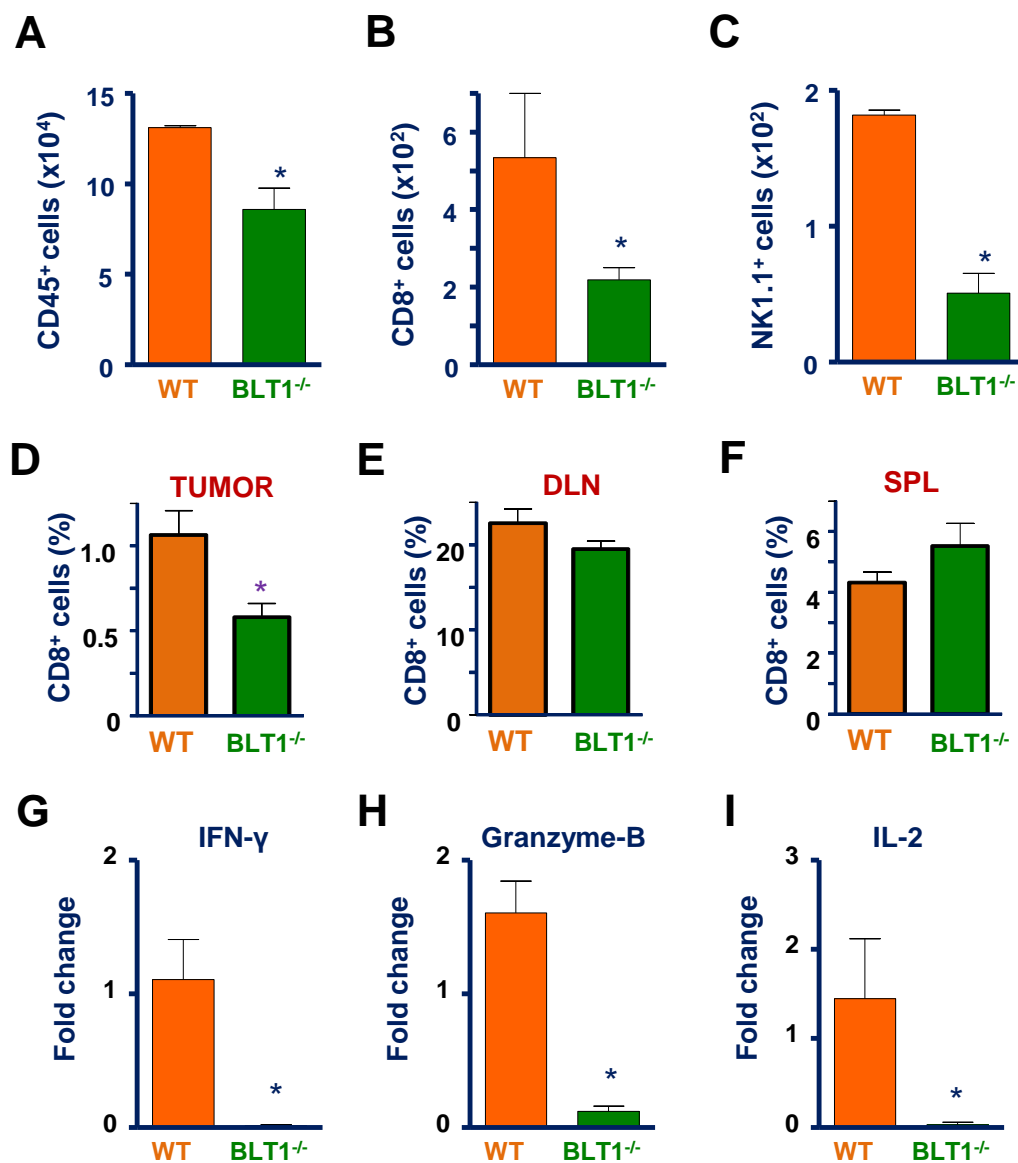 A
CD45⁺ cells (x10⁴)
15
10
5
0
*
WT BLT1⁻/⁻
B
CD8⁺ cells (x10²)
6
4
2
0
*
WT BLT1⁻/⁻
C
NK1.1⁺ cells (x10²)
2
1
0
*
WT BLT1⁻/⁻
D
TUMOR
CD8⁺ cells (%)
1.0
0.5
0
*
WT BLT1⁻/⁻
E
DLN
CD8⁺ cells (%)
20
10
0
WT BLT1⁻/⁻
F
SPL
CD8⁺ cells (%)
6
4
2
0
WT BLT1⁻/⁻
G
IFN-γ
Fold change
2
1
0
*
WT BLT1⁻/⁻
H
Granzyme-B
Fold change
2
1
0
*
WT BLT1⁻/⁻
I
IL-2
Fold change
3
2
1
0
*
WT BLT1⁻/⁻